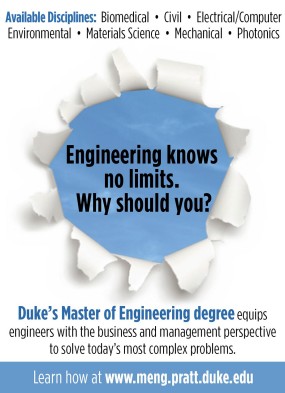 Available Disciplines: Biomedical • Civil • Electrical/Computer
Environmental • Materials Science • Mechanical • Photonics
Engineering knows
no limits.
Why should you?
Duke's Master of Engineering degree equips
engineers with the business and management perspective
to solve today's most complex problems.
Learn how at www.meng.pratt.duke.edu